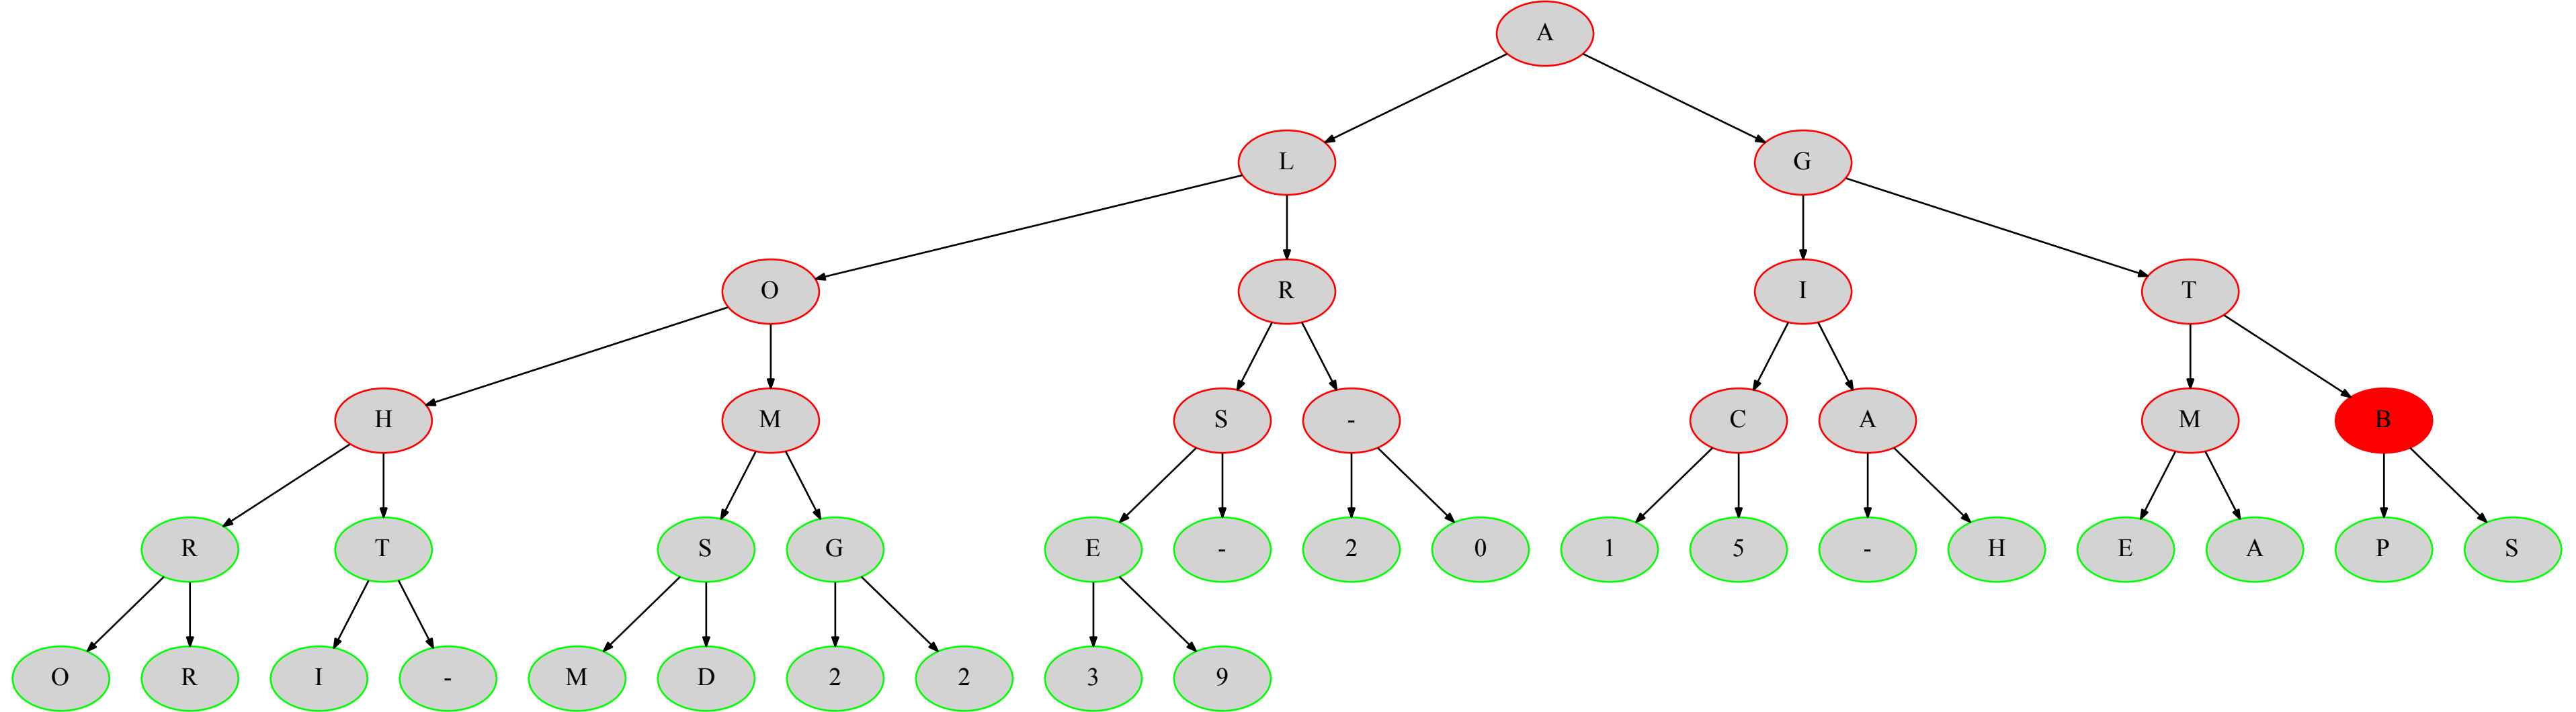 A
L G
O R I T
H M S - C A M B
R T S G E - 2 0 1 5 - H E A P S
O R I - M D 2 2 3 9